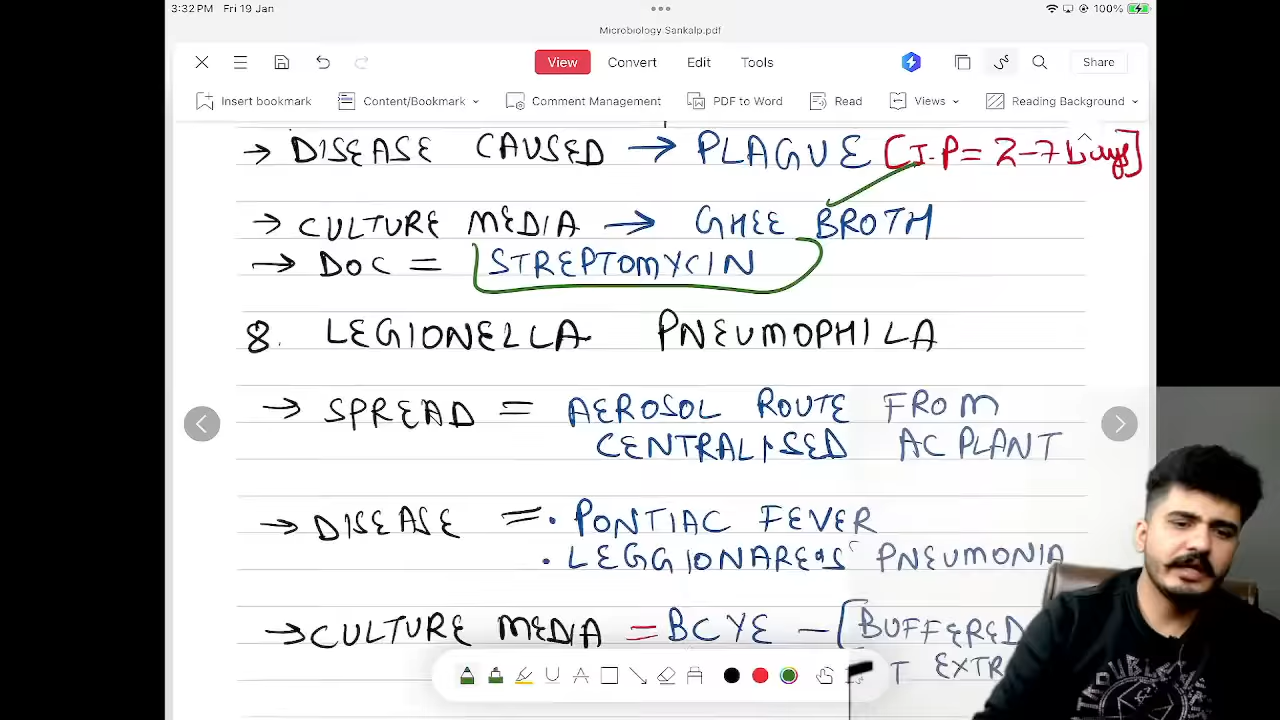 3:32 PM Fri 19 Jan
100%
Microbiology Sankalp.pdf
View Convert Edit Tools
Share
Insert bookmark Content/Bookmark Comment Management PDF to Word Read Views Reading Background
→ DISEASE CAUSED → PLAGUE [I.P = 2-7 Days]
→ CULTURE MEDIA → GHEE BROTH
→ DOC = STREPTOMYCIN
8. LEGIONELLA PNEUMOPHILA
→ SPREAD = AEROSOL ROUTE FROM
CENTRALISED AC PLANT
→ DISEASE = • PONTIAC FEVER
• PNEUMONIA
→ CULTURE MEDIA = BCYE - [BUFFERED